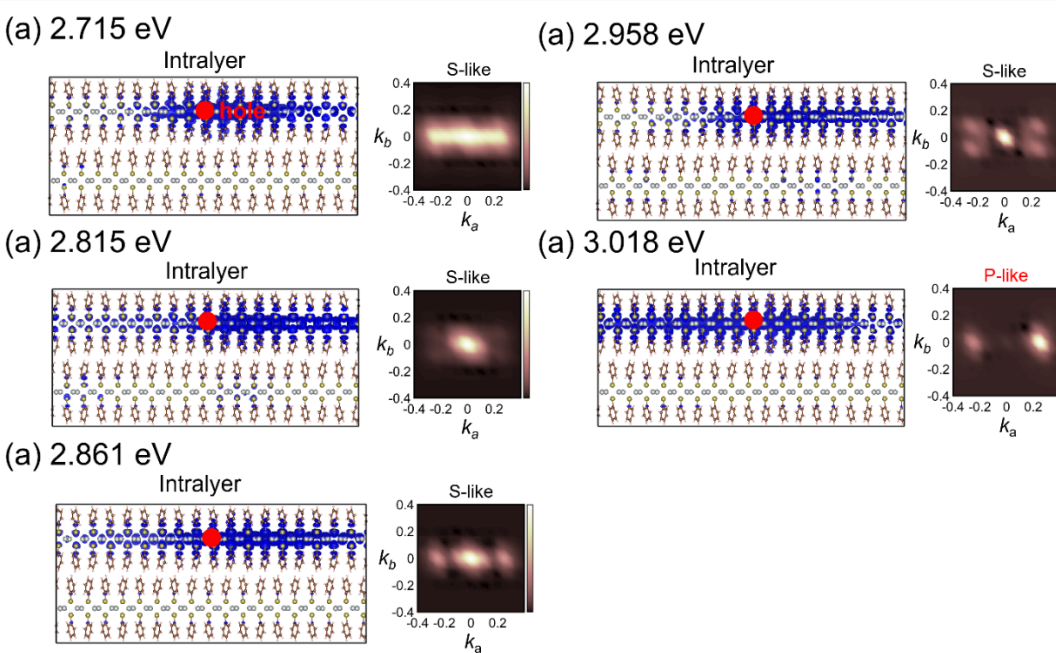 (a) 2.715 eV
Intralyer
hole
S-like
0.4
0.2
k_b 0
-0.2
-0.4
-0.4 -0.2 0 0.2
k_a
(a) 2.815 eV
Intralyer
S-like
0.4
0.2
k_b 0
-0.2
-0.4
-0.4 -0.2 0 0.2
k_a
(a) 2.861 eV
Intralyer
S-like
0.4
0.2
k_b 0
-0.2
-0.4
-0.4 -0.2 0 0.2
k_a
(a) 2.958 eV
Intralyer
S-like
0.4
0.2
k_b 0
-0.2
-0.4
-0.4 -0.2 0 0.2
k_a
(a) 3.018 eV
Intralyer
P-like
0.4
0.2
k_b 0
-0.2
-0.4
-0.4 -0.2 0 0.2
k_a